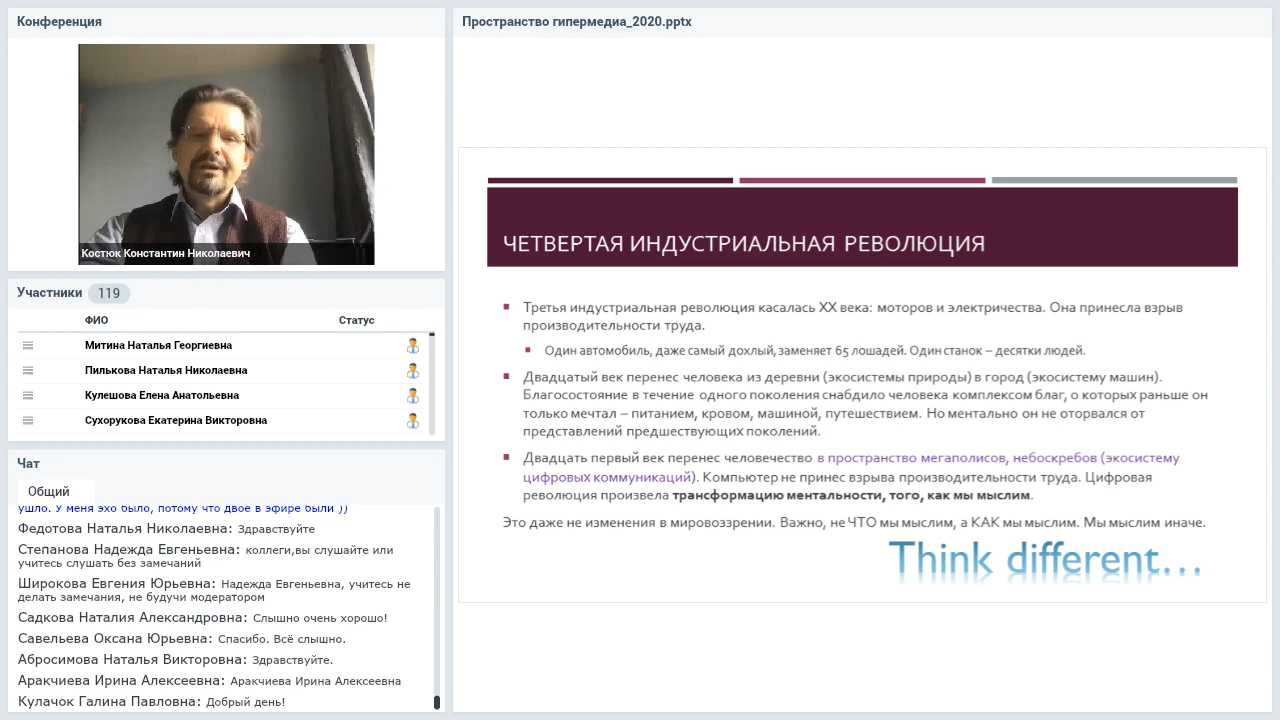 Конференция
Костюк Константин Николаевич
Участники 119
ФИО Статус
Митина Наталья Георгиевна
Пилькова Наталья Николаевна
Кулешова Елена Анатольевна
Сухорукова Екатерина Викторовна
Чат
Общий
ушло. У меня эхо было, потому что двое в эфире были ))
Федотова Наталья Николаевна: Здравствуйте
Степанова Надежда Евгеньевна: коллеги,вы слушайте или
учитесь слушать без замечаний
Широкова Евгения Юрьевна: Надежда Евгеньевна, учитесь не
делать замечания, не будучи модератором
Садкова Наталия Александровна: Слышно очень хорошо!
Савельева Оксана Юрьевна: Спасибо. Всё слышно.
Абросимова Наталья Викторовна: Здравствуйте.
Аракчиева Ирина Алексеевна: Аракчиева Ирина Алексеевна
Кулачок Галина Павловна: Добрый день!
Пространство гипермедиа_2020.pptx
ЧЕТВЕРТАЯ ИНДУСТРИАЛЬНАЯ РЕВОЛЮЦИЯ
Третья индустриальная революция касалась XX века: моторов и электричества. Она принесла взрыв
производительности труда.
Один автомобиль, даже самый дохлый, заменяет 65 лошадей. Один станок – десятки людей.
Двадцатый век перенес человека из деревни (экосистемы природы) в город (экосистему машин).
Благосостояние в течение одного поколения снабдило человека комплексом благ, о которых раньше он
только мечтал – питанием, кровом, машиной, путешествием. Но ментально он не оторвался от
представлений предшествующих поколений.
Двадцать первый век перенес человечество в пространство мегаполисов, небоскребов (экосистему
цифровых коммуникаций). Компьютер не принес взрыва производительности труда. Цифровая
революция произвела трансформацию ментальности, того, как мы мыслим.
Это даже не изменения в мировоззрении. Важно, не ЧТО мы мыслим, а КАК мы мыслим. Мы мыслим иначе.
Think different...